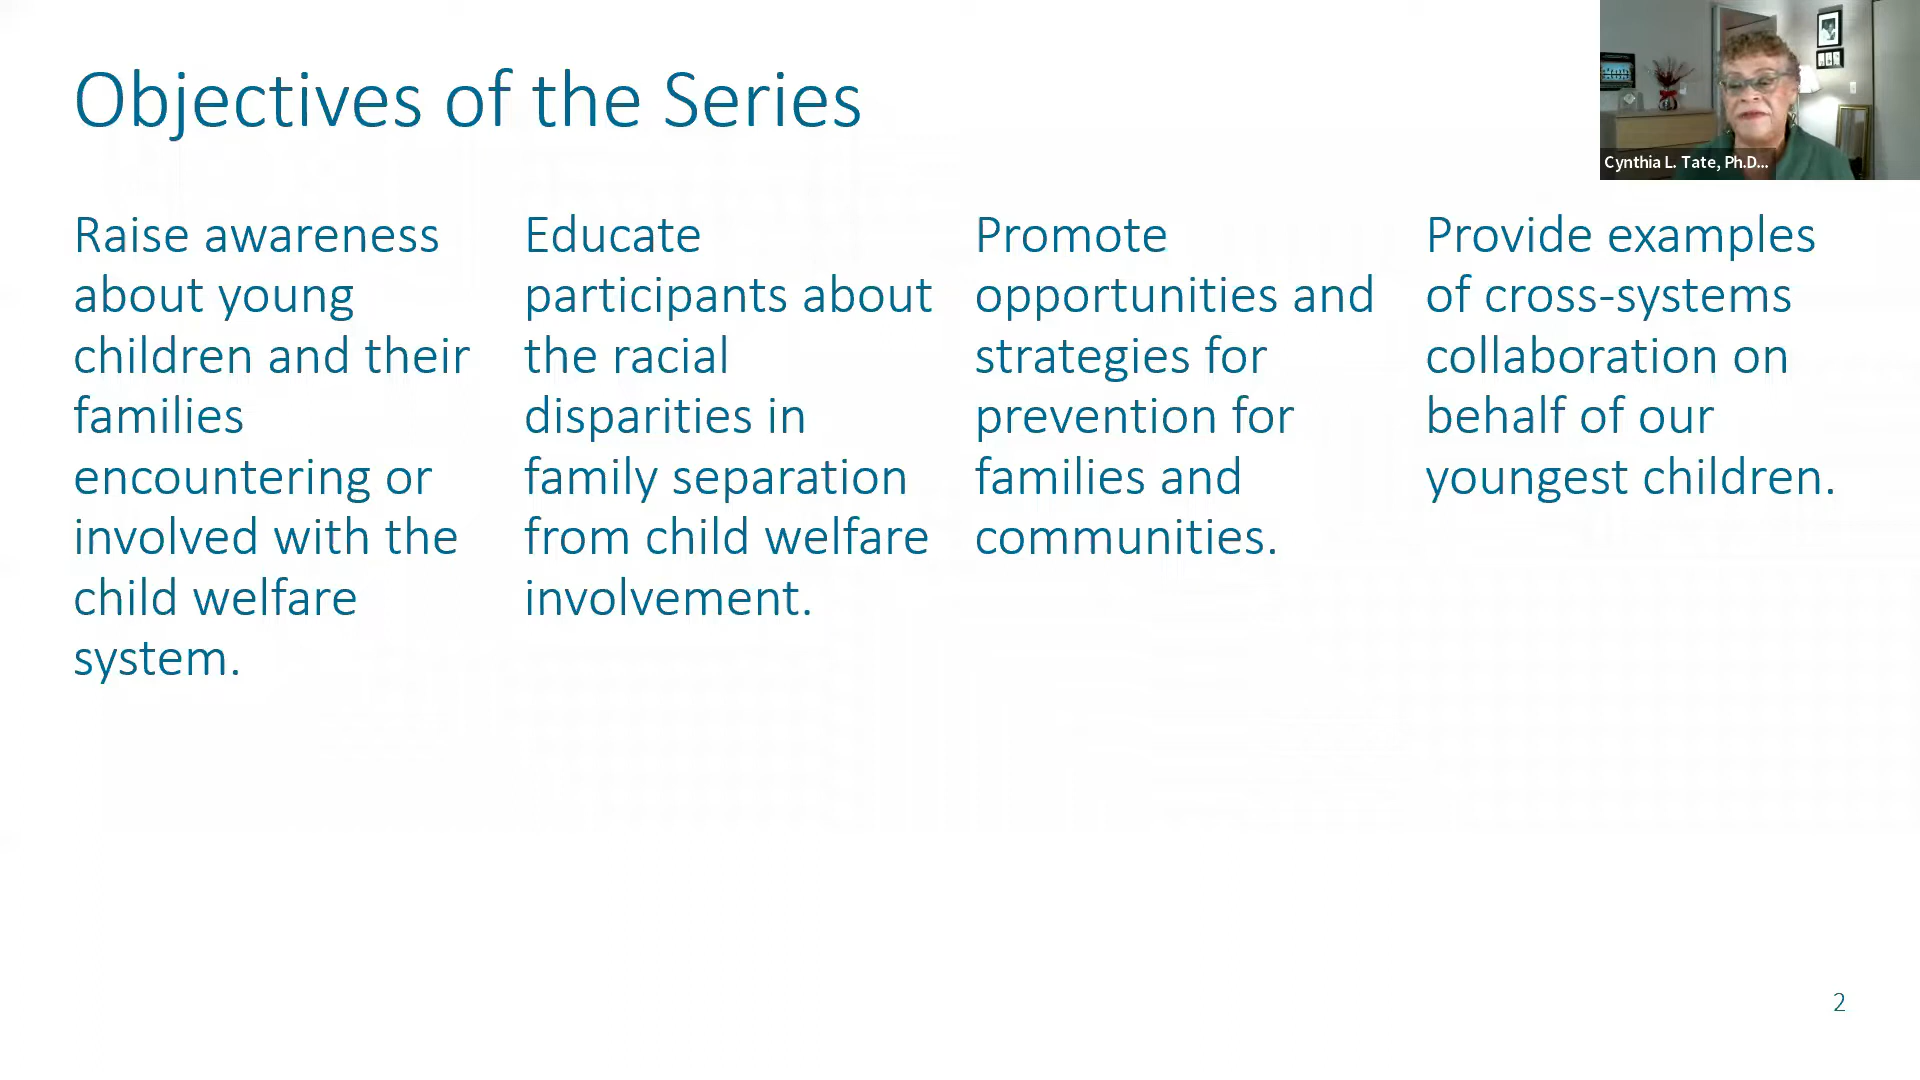 Objectives of the Series
Cynthia L. Tate, Ph.D...
Raise awareness
about young
children and their
families
encountering or
involved with the
child welfare
system.
Educate
participants about
the racial
disparities in
family separation
from child welfare
involvement.
Promote
opportunities and
strategies for
prevention for
families and
communities.
Provide examples
of cross-systems
collaboration on
behalf of our
youngest children.
2